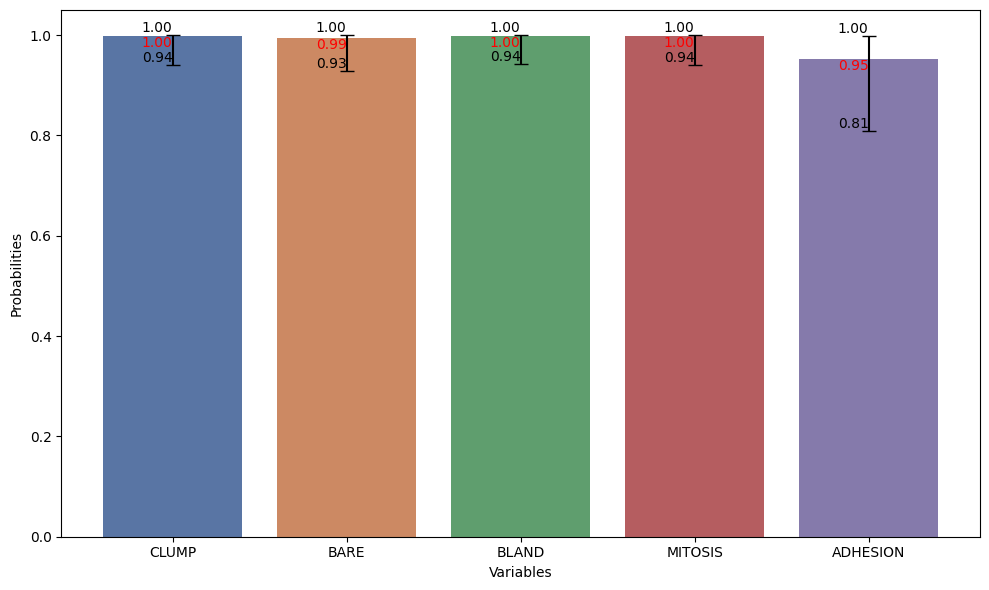 1.00 1.00 1.00 1.00 1.00
1.00 0.99 1.00 1.00 0.95
0.94 0.93 0.94 0.94 0.81
1.0
0.8
0.6
0.4
0.2
0.0
Probabilities
CLUMP BARE BLAND MITOSIS ADHESION
Variables